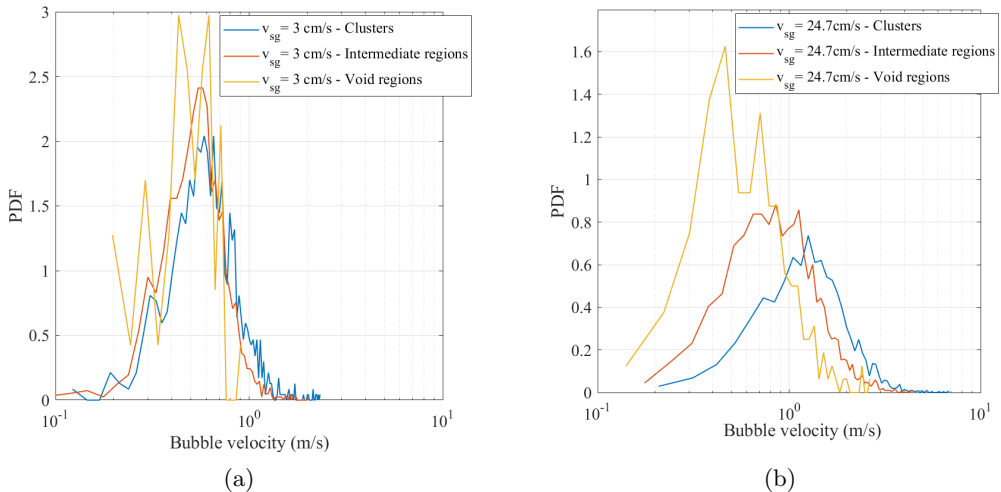 3
2.5
2
1.5
1
0.5
0
PDF
v_sg = 3 cm/s - Clusters
v_sg = 3 cm/s - Intermediate regions
v_sg = 3 cm/s - Void regions
10^-1
10^0
10^1
Bubble velocity (m/s)
(a)
1.6
1.4
1.2
1
0.8
0.6
0.4
0.2
0
PDF
v_sg = 24.7cm/s - Clusters
v_sg = 24.7cm/s - Intermediate regions
v_sg = 24.7cm/s - Void regions
10^-1
10^0
10^1
Bubble velocity (m/s)
(b)